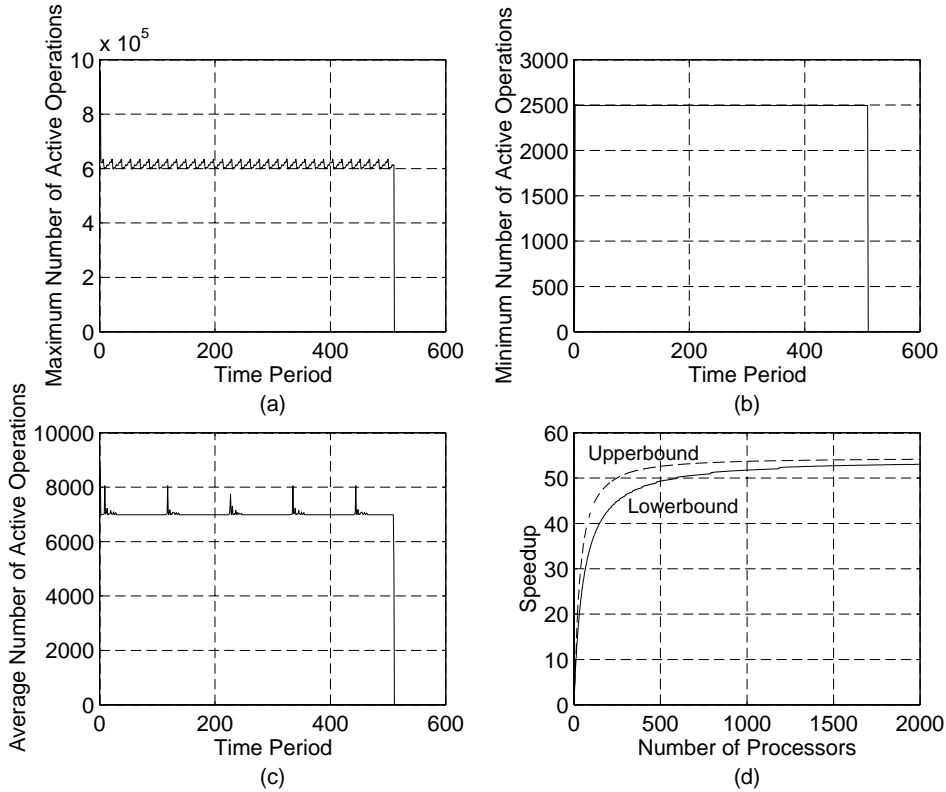 x 10^5
10
8
6
4
2
0
0
200
400
600
Maximum Number of Active Operations
Time Period
(a)
3000
2500
2000
1500
1000
500
0
0
200
400
600
Minimum Number of Active Operations
Time Period
(b)
10000
8000
6000
4000
2000
0
0
200
400
600
Average Number of Active Operations
Time Period
(c)
60
50
40
30
20
10
0
0
500
1000
1500
2000
Upperbound
Lowerbound
Speedup
Number of Processors
(d)